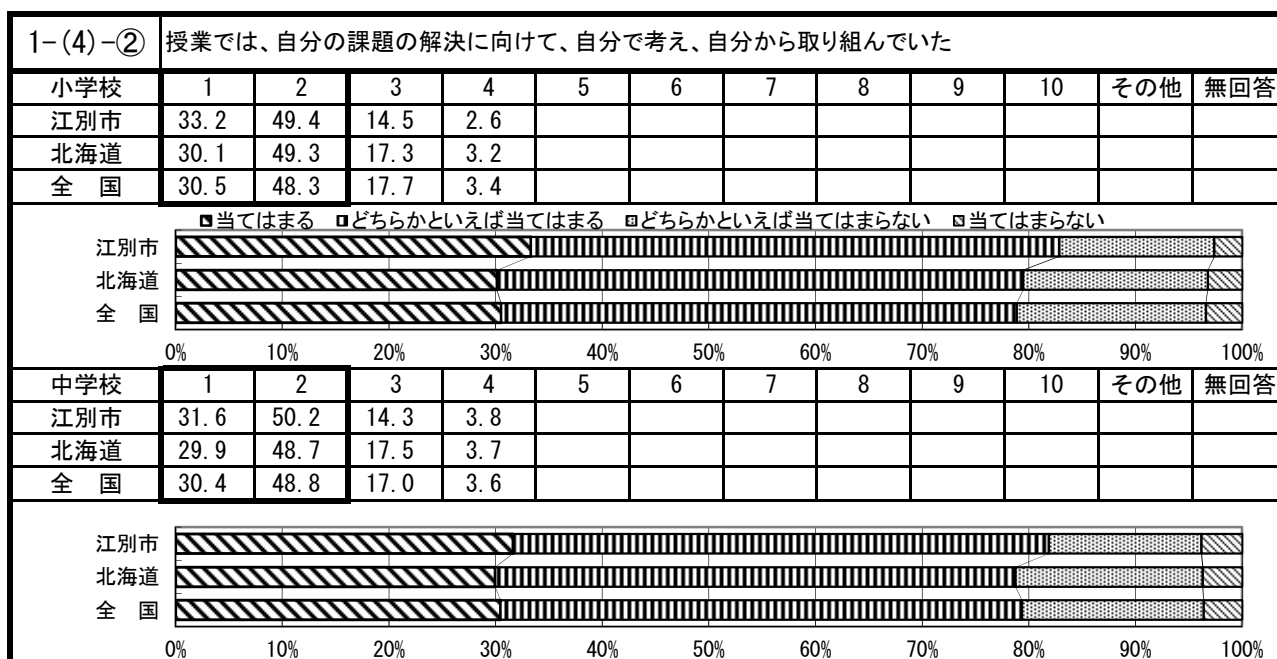 1-(4)-② 授業では、自分の課題の解決に向けて、自分で考え、自分から取り組んでいた
小学校 1 2 3 4 5 6 7 8 9 10 その他 無回答
江別市 33.2 49.4 14.5 2.6
北海道 30.1 49.3 17.3 3.2
全 国 30.5 48.3 17.7 3.4
当てはまる どちらかといえば当てはまる どちらかといえば当てはまらない 当てはまらない
江別市
北海道
全 国
0% 10% 20% 30% 40% 50% 60% 70% 80% 90% 100%
中学校 1 2 3 4 5 6 7 8 9 10 その他 無回答
江別市 31.6 50.2 14.3 3.8
北海道 29.9 48.7 17.5 3.7
全 国 30.4 48.8 17.0 3.6
江別市
北海道
全 国
0% 10% 20% 30% 40% 50% 60% 70% 80% 90% 100%